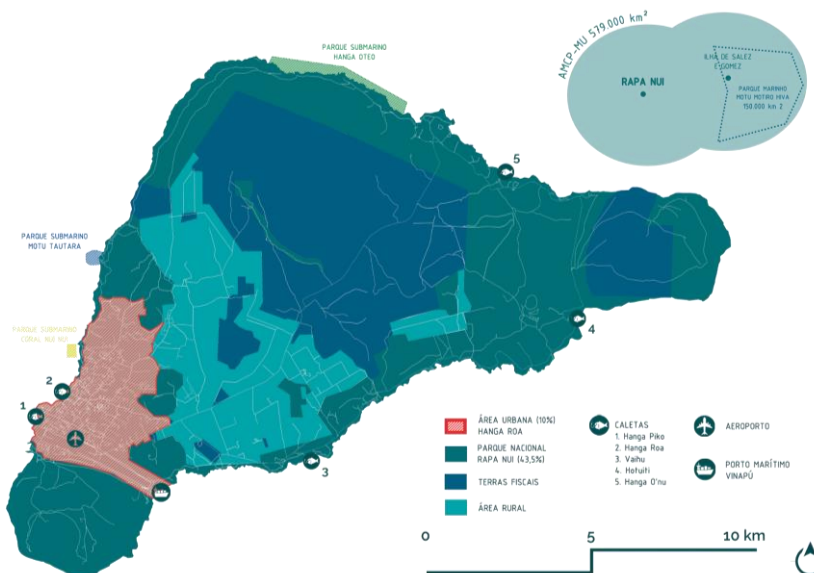 PARQUE SUBMARINO
HANGA OTEO
AMCP-MU 579.000 km²
RAPA NUI
ILHA DE SALEZ
E GOMEZ
PARQUE MARINHO
MOTU MOTIRO HIVA
150.000 km 2
5
PARQUE SUBMARINO
MOTU TAUTARA
PARQUE SUBMARINO
CORAL NUI NUI
4
2
1
3
ÁREA URBANA (10%)
HANGA ROA
PARQUE NACIONAL
RAPA NUI (43,5%)
TERRAS FISCAIS
ÁREA RURAL
CALETAS
1. Hanga Piko
2. Hanga Roa
3. Vaihu
4. Hotuiti
5. Hanga O'nu
AEROPORTO
PORTO MARÍTIMO
VINAPÚ
0 5 10 km